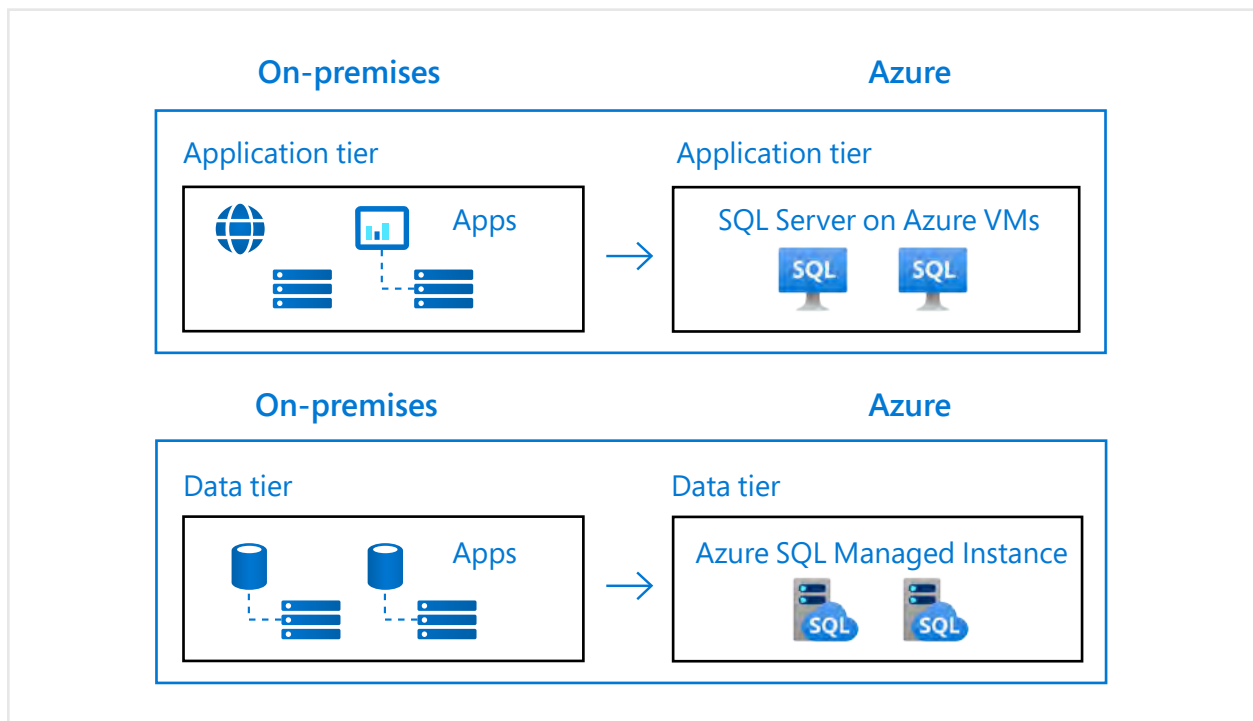 On-premises
Azure
Application tier
Application tier
Apps
SQL Server on Azure VMs
SQL
SQL
On-premises
Azure
Data tier
Data tier
Apps
Azure SQL Managed Instance
SQL
SQL